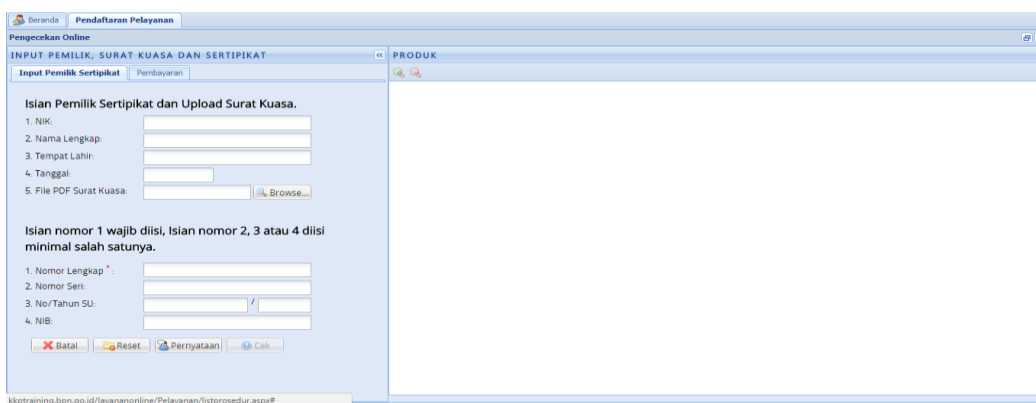 Beranda
Pendaftaran Pelayanan
Pengecekan Online
INPUT PEMILIK, SURAT KUASA DAN SERTIPIKAT
PRODUK
Input Pemilik Sertipikat
Pembayaran
Isian Pemilik Sertipikat dan Upload Surat Kuasa.
1. NIK:
2. Nama Lengkap:
3. Tempat Lahir:
4. Tanggal:
5. File PDF Surat Kuasa:
Browse...
Isian nomor 1 wajib diisi, Isian nomor 2, 3 atau 4 diisi
minimal salah satunya.
1. Nomor Lengkap * :
2. Nomor Seri:
3. No/Tahun SU: /
4. NIB:
Batal Reset Pernyataan Cek
kkptraining.bpn.go.id/layananonline/Pelayanan/listprosedur.aspx#